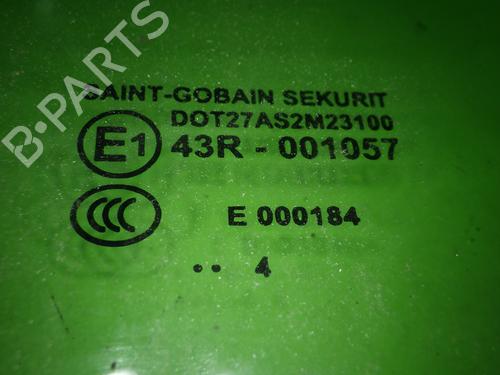 B-PARTS
SAINT-GOBAIN SEKURIT
DOT27AS2M23100
E1 43R - 001057
CCC E 000184
.. 4